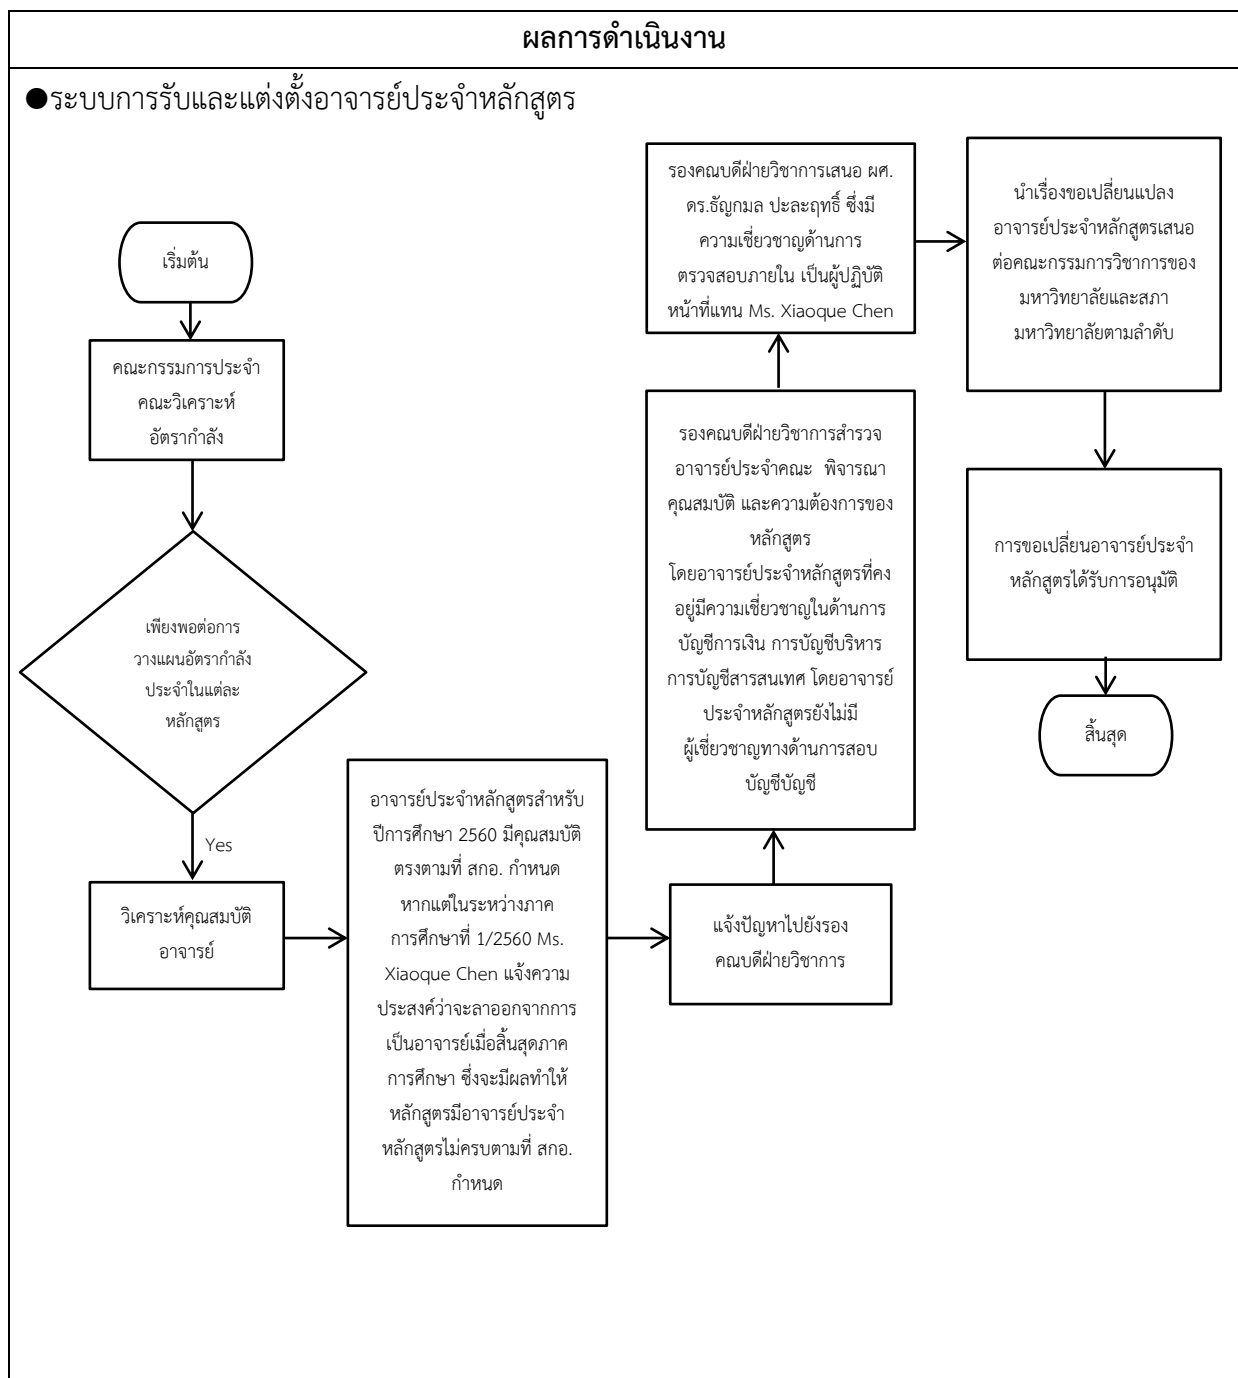 ผลการดำเนินงาน
●ระบบการรับและแต่งตั้งอาจารย์ประจำหลักสูตร
เริ่มต้น
คณะกรรมการประจำ
คณะวิเคราะห์
อัตรากำลัง
เพียงพอต่อการ
วางแผนอัตรากำลัง
ประจำในแต่ละ
หลักสูตร
Yes
วิเคราะห์คุณสมบัติ
อาจารย์
อาจารย์ประจำหลักสูตรสำหรับ
ปีการศึกษา 2560 มีคุณสมบัติ
ตรงตามที่ สกอ. กำหนด
หากแต่ในระหว่างภาค
การศึกษาที่ 1/2560 Ms.
Xiaoque Chen แจ้งความ
ประสงค์ว่าจะลาออกจากการ
เป็นอาจารย์เมื่อสิ้นสุดภาค
การศึกษา ซึ่งจะมีผลทำให้
หลักสูตรมีอาจารย์ประจำ
หลักสูตรไม่ครบตามที่ สกอ.
กำหนด
แจ้งปัญหาไปยังรอง
คณบดีฝ่ายวิชาการ
รองคณบดีฝ่ายวิชาการสำรวจ
อาจารย์ประจำคณะ พิจารณา
คุณสมบัติ และความต้องการของ
หลักสูตร
โดยอาจารย์ประจำหลักสูตรที่คง
อยู่มีความเชี่ยวชาญในด้านการ
บัญชีการเงิน การบัญชีบริหาร
การบัญชีสารสนเทศ โดยอาจารย์
ประจำหลักสูตรยังไม่มี
ผู้เชี่ยวชาญทางด้านการสอบ
บัญชีบัญชี
รองคณบดีฝ่ายวิชาการเสนอ ผศ.
ดร.ธัญกมล ปะละฤทธิ์ ซึ่งมี
ความเชี่ยวชาญด้านการ
ตรวจสอบภายใน เป็นผู้ปฏิบัติ
หน้าที่แทน Ms. Xiaoque Chen
นำเรื่องขอเปลี่ยนแปลง
อาจารย์ประจำหลักสูตรเสนอ
ต่อคณะกรรมการวิชาการของ
มหาวิทยาลัยและสภา
มหาวิทยาลัยตามลำดับ
การขอเปลี่ยนอาจารย์ประจำ
หลักสูตรได้รับการอนุมัติ
สิ้นสุด